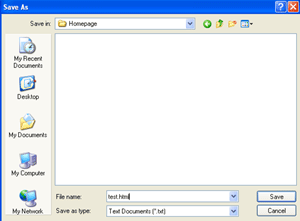 Save As
Save in:
Homepage
My Recent
Documents
Desktop
My Documents
My Computer
My Network
File name:
test.html
Save
Save as type:
Text Documents (*.txt)
Cancel